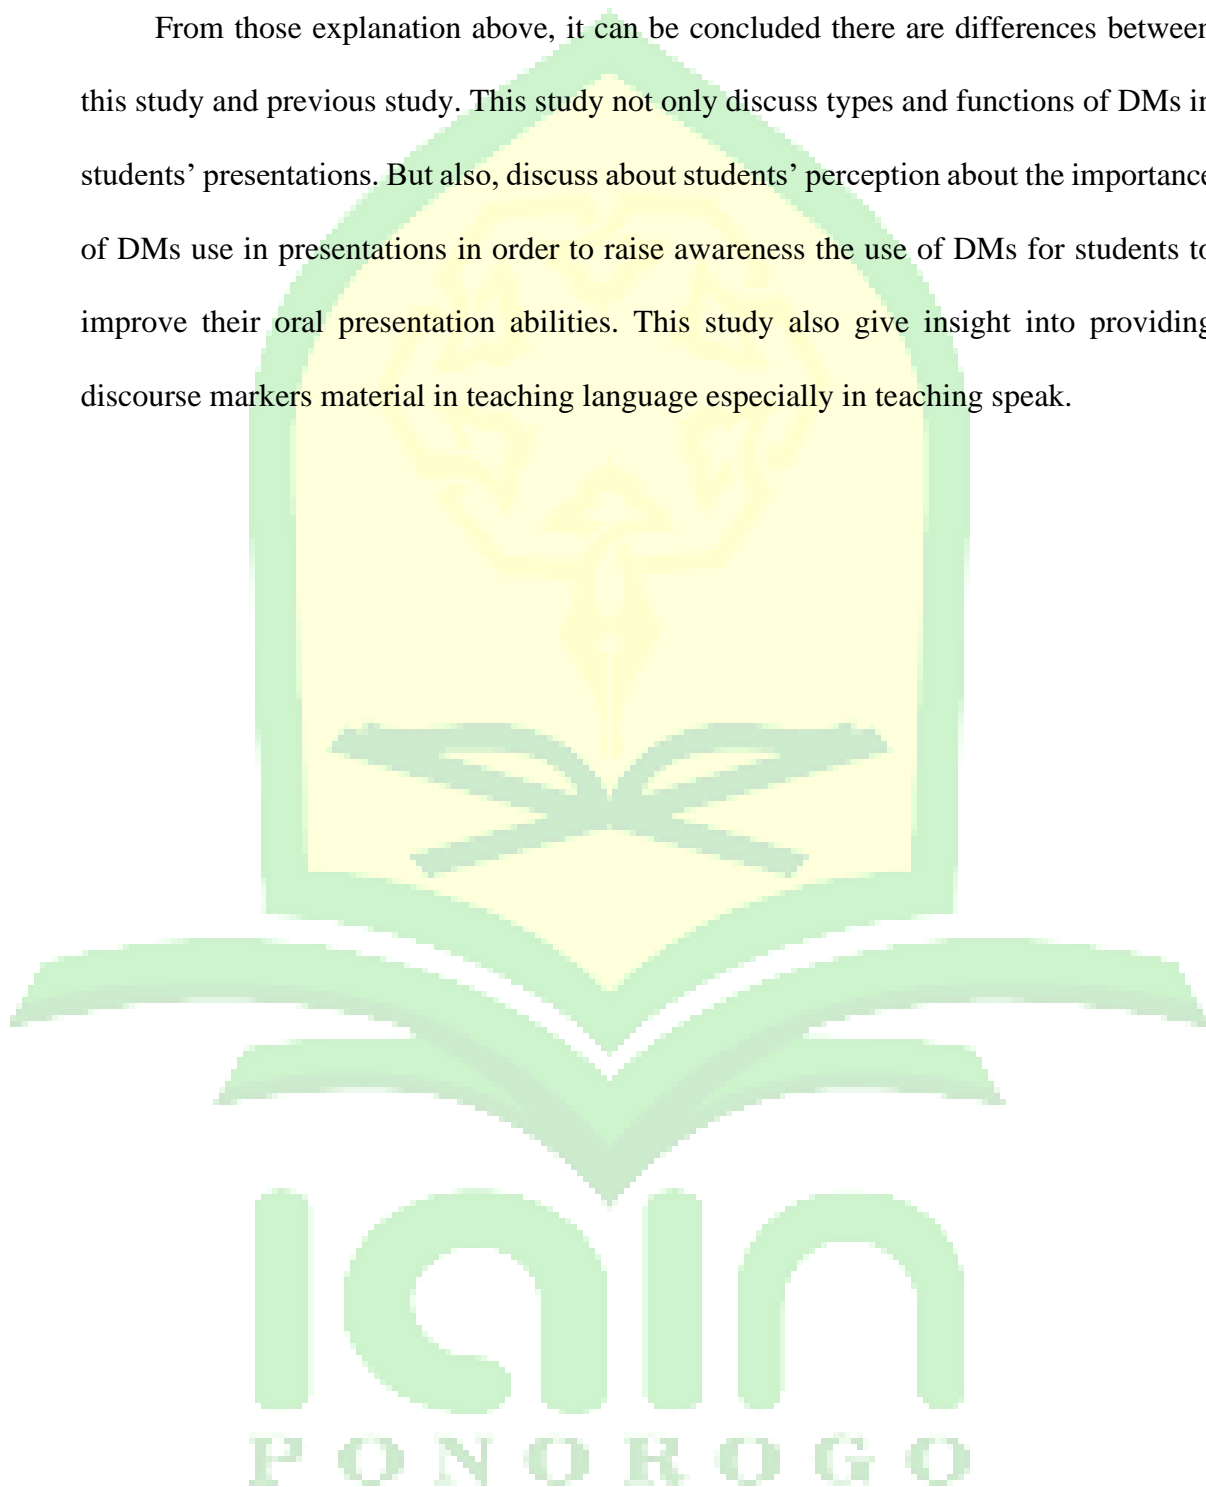 From those explanation above, it can be concluded there are differences between
this study and previous study. This study not only discuss types and functions of DMs in
students’ presentations. But also, discuss about students’ perception about the importance
of DMs use in presentations in order to raise awareness the use of DMs for students to
improve their oral presentation abilities. This study also give insight into providing
discourse markers material in teaching language especially in teaching speak.
iain
PONOROGO